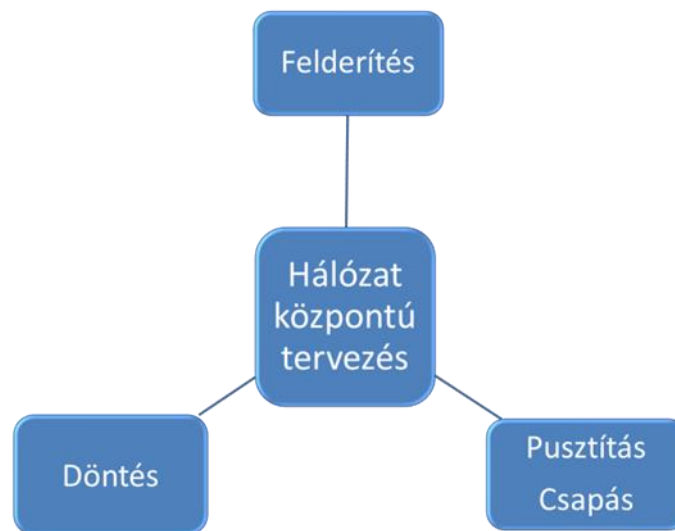 Felderítés
Hálózat
központú
tervezés
Döntés
Pusztítás
Csapás